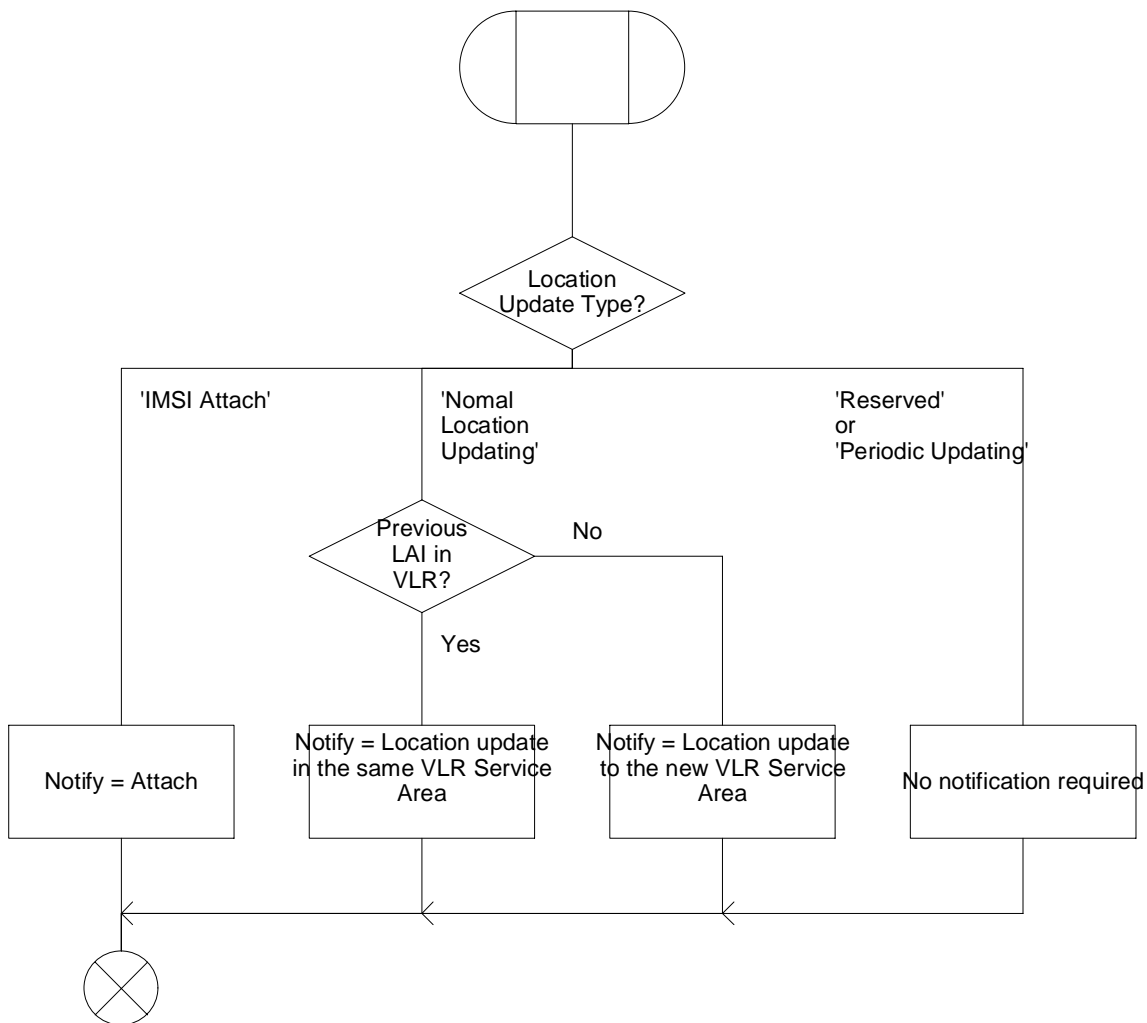 Location
Update Type?
'IMSI Attach'
'Nomal
Location
Updating'
'Reserved'
or
'Periodic Updating'
Previous
LAI in
VLR?
No
Yes
Notify = Attach
Notify = Location update
in the same VLR Service
Area
Notify = Location update
to the new VLR Service
Area
No notification required